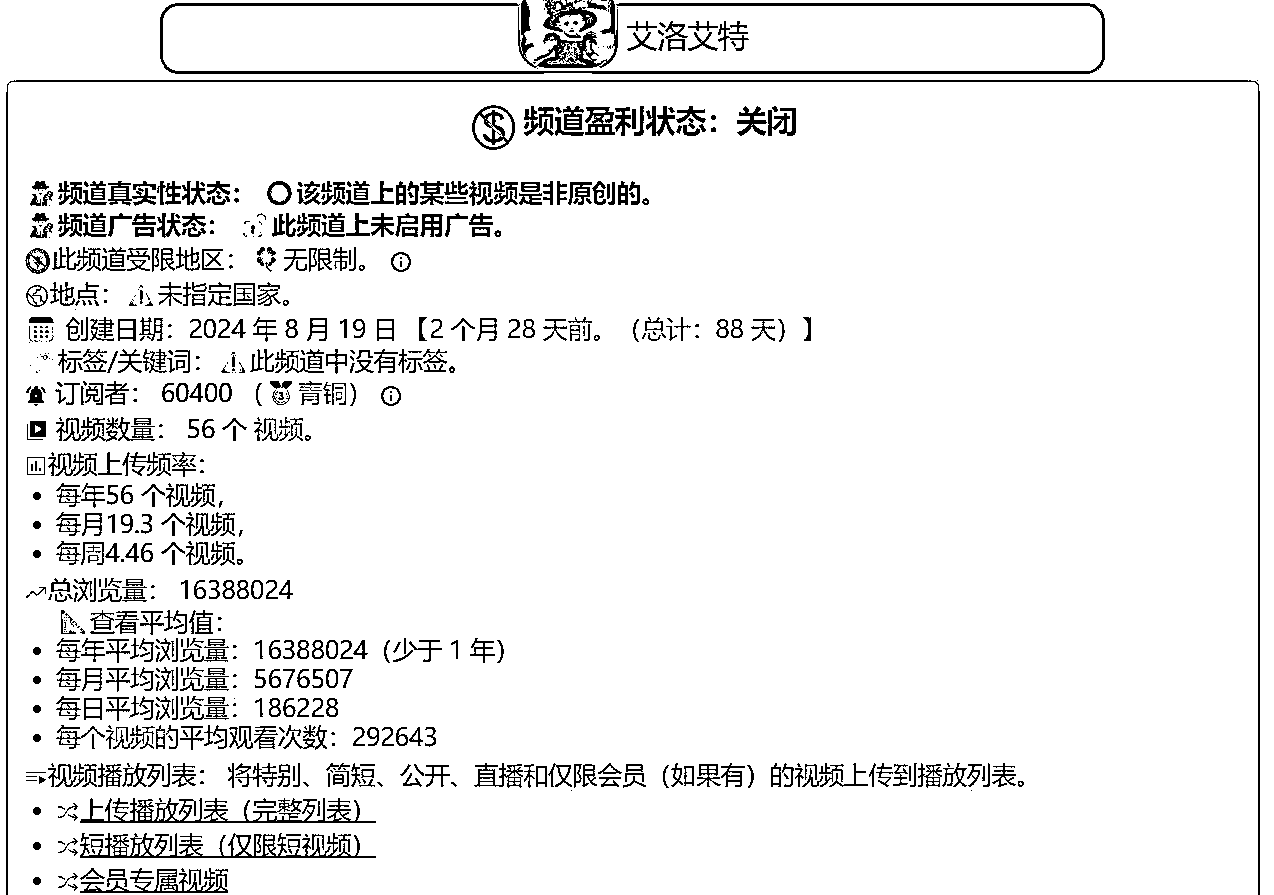 艾洛艾特
频道盈利状态：关闭
频道真实性状态： 该频道上的某些视频是非原创的。
频道广告状态： 此频道上未启用广告。
此频道受限地区： 无限制。
地点： 未指定国家。
创建日期：2024 年 8 月 19 日 【2 个月 28 天前。（总计：88 天）】
标签/关键词： 此频道中没有标签。
订阅者： 60400 （ 青铜）
视频数量： 56 个 视频。
视频上传频率：
• 每年56 个视频，
• 每月19.3 个视频，
• 每周4.46 个视频。
总浏览量： 16388024
查看平均值：
• 每年平均浏览量：16388024（少于 1 年）
• 每月平均浏览量：5676507
• 每日平均浏览量：186228
• 每个视频的平均观看次数：292643
视频播放列表： 将特别、简短、公开、直播和仅限会员（如果有）的视频上传到播放列表。
• 上传播放列表（完整列表）
• 短播放列表（仅限短视频）
• 会员专属视频